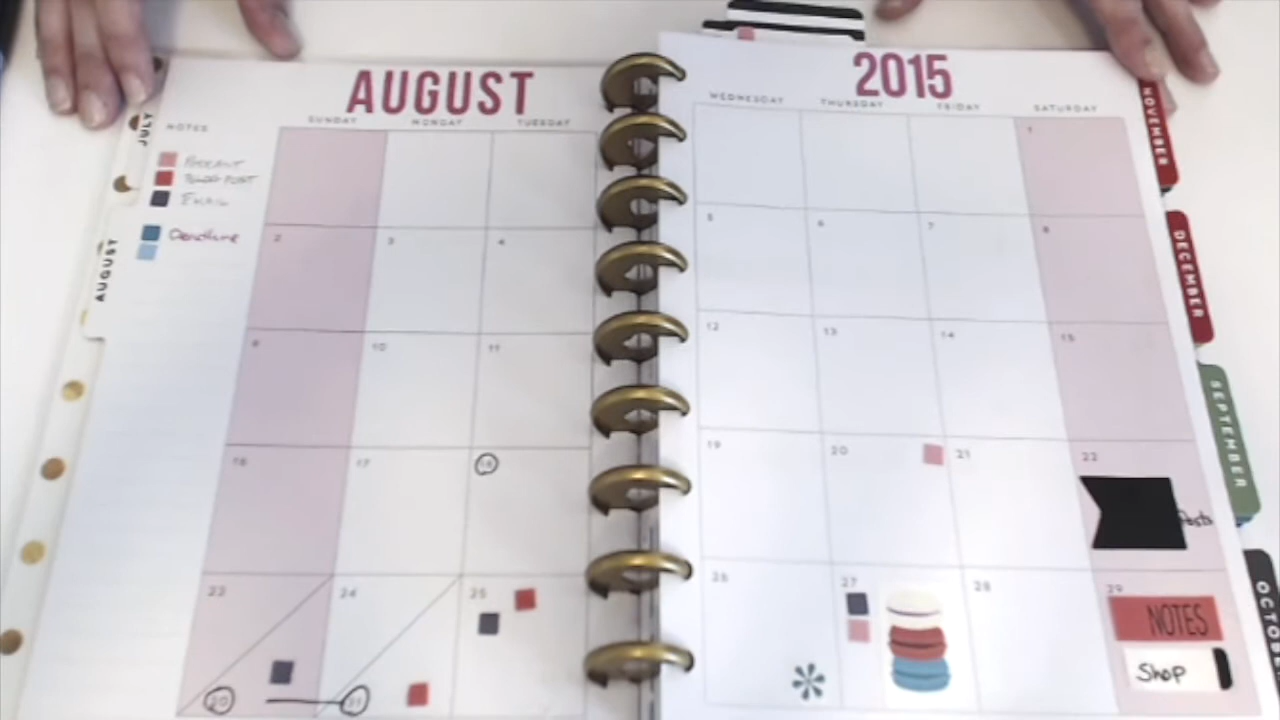 AUGUST
2015
NOTES
SUNDAY MONDAY TUESDAY
WEDNESDAY THURSDAY FRIDAY SATURDAY
JULY
AUGUST
NOVEMBER
DECEMBER
SEPTEMBER
OCTOBER
Email
Deadline
1
2 3 4
5 6 7 8
9 10 11
12 13 14 15
16 17 18
19 20 21 22
Posts
23 24 25
30 31
26 27 28 29
NOTES
Shop